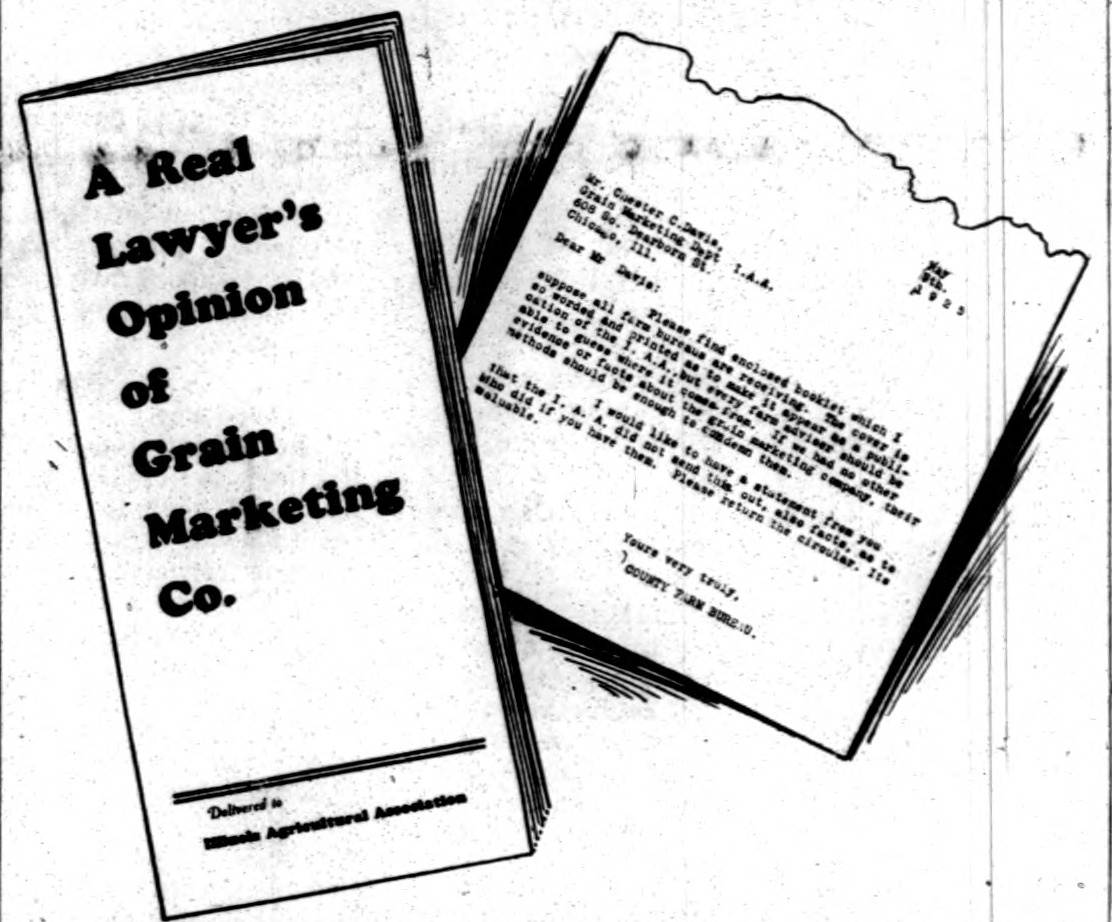 A Real
Lawyer's
Opinion
of
Grain
Marketing
Co.
Delivered to
Illinois Agricultural Association
May
9th.
1925
Mr. Chester C.Davis,
Grain Marketing Dept I.A.A.
608 So. Dearborn St.
Chicago, Ill.
Dear Mr Davis:
Please find enclosed booklet which I
suppose all farm bureaus are receiving. The cover is
so worded and printed as to make it appear as a publi-
cation of the I.A.A. but every farm adviser should be
able to guess where it comes from. If we had no other
evidence or facts about the grain marketing company, their
methods should be enough to condemn them.
I would like to have a statement from you
that the I. A. A. did not send this out, also facts, as to
who did if you have them. Please return the circular. Its
valuable.
Yours very truly,
COUNTY FARM BUREAU.